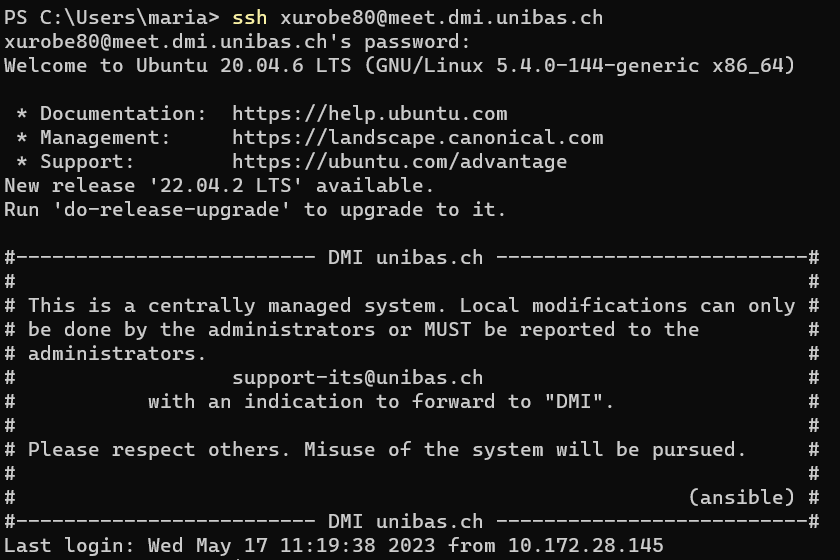 PS C:\Users\maria> ssh xurobe80@meet.dmi.unibas.ch
xurobe80@meet.dmi.unibas.ch's password:
Welcome to Ubuntu 20.04.6 LTS (GNU/Linux 5.4.0-144-generic x86_64)

 * Documentation:  https://help.ubuntu.com
 * Management:     https://landscape.canonical.com
 * Support:        https://ubuntu.com/advantage
New release '22.04.2 LTS' available.
Run 'do-release-upgrade' to upgrade to it.

#------------------------- DMI unibas.ch --------------------------#
#                                                                  #
# This is a centrally managed system. Local modifications can only #
# be done by the administrators or MUST be reported to the         #
# administrators.                                                  #
#                  support-its@unibas.ch                           #
#           with an indication to forward to "DMI".                #
#                                                                  #
# Please respect others. Misuse of the system will be pursued.     #
#                                                                  #
#                                                        (ansible) #
#------------------------- DMI unibas.ch --------------------------#
Last login: Wed May 17 11:19:38 2023 from 10.172.28.145